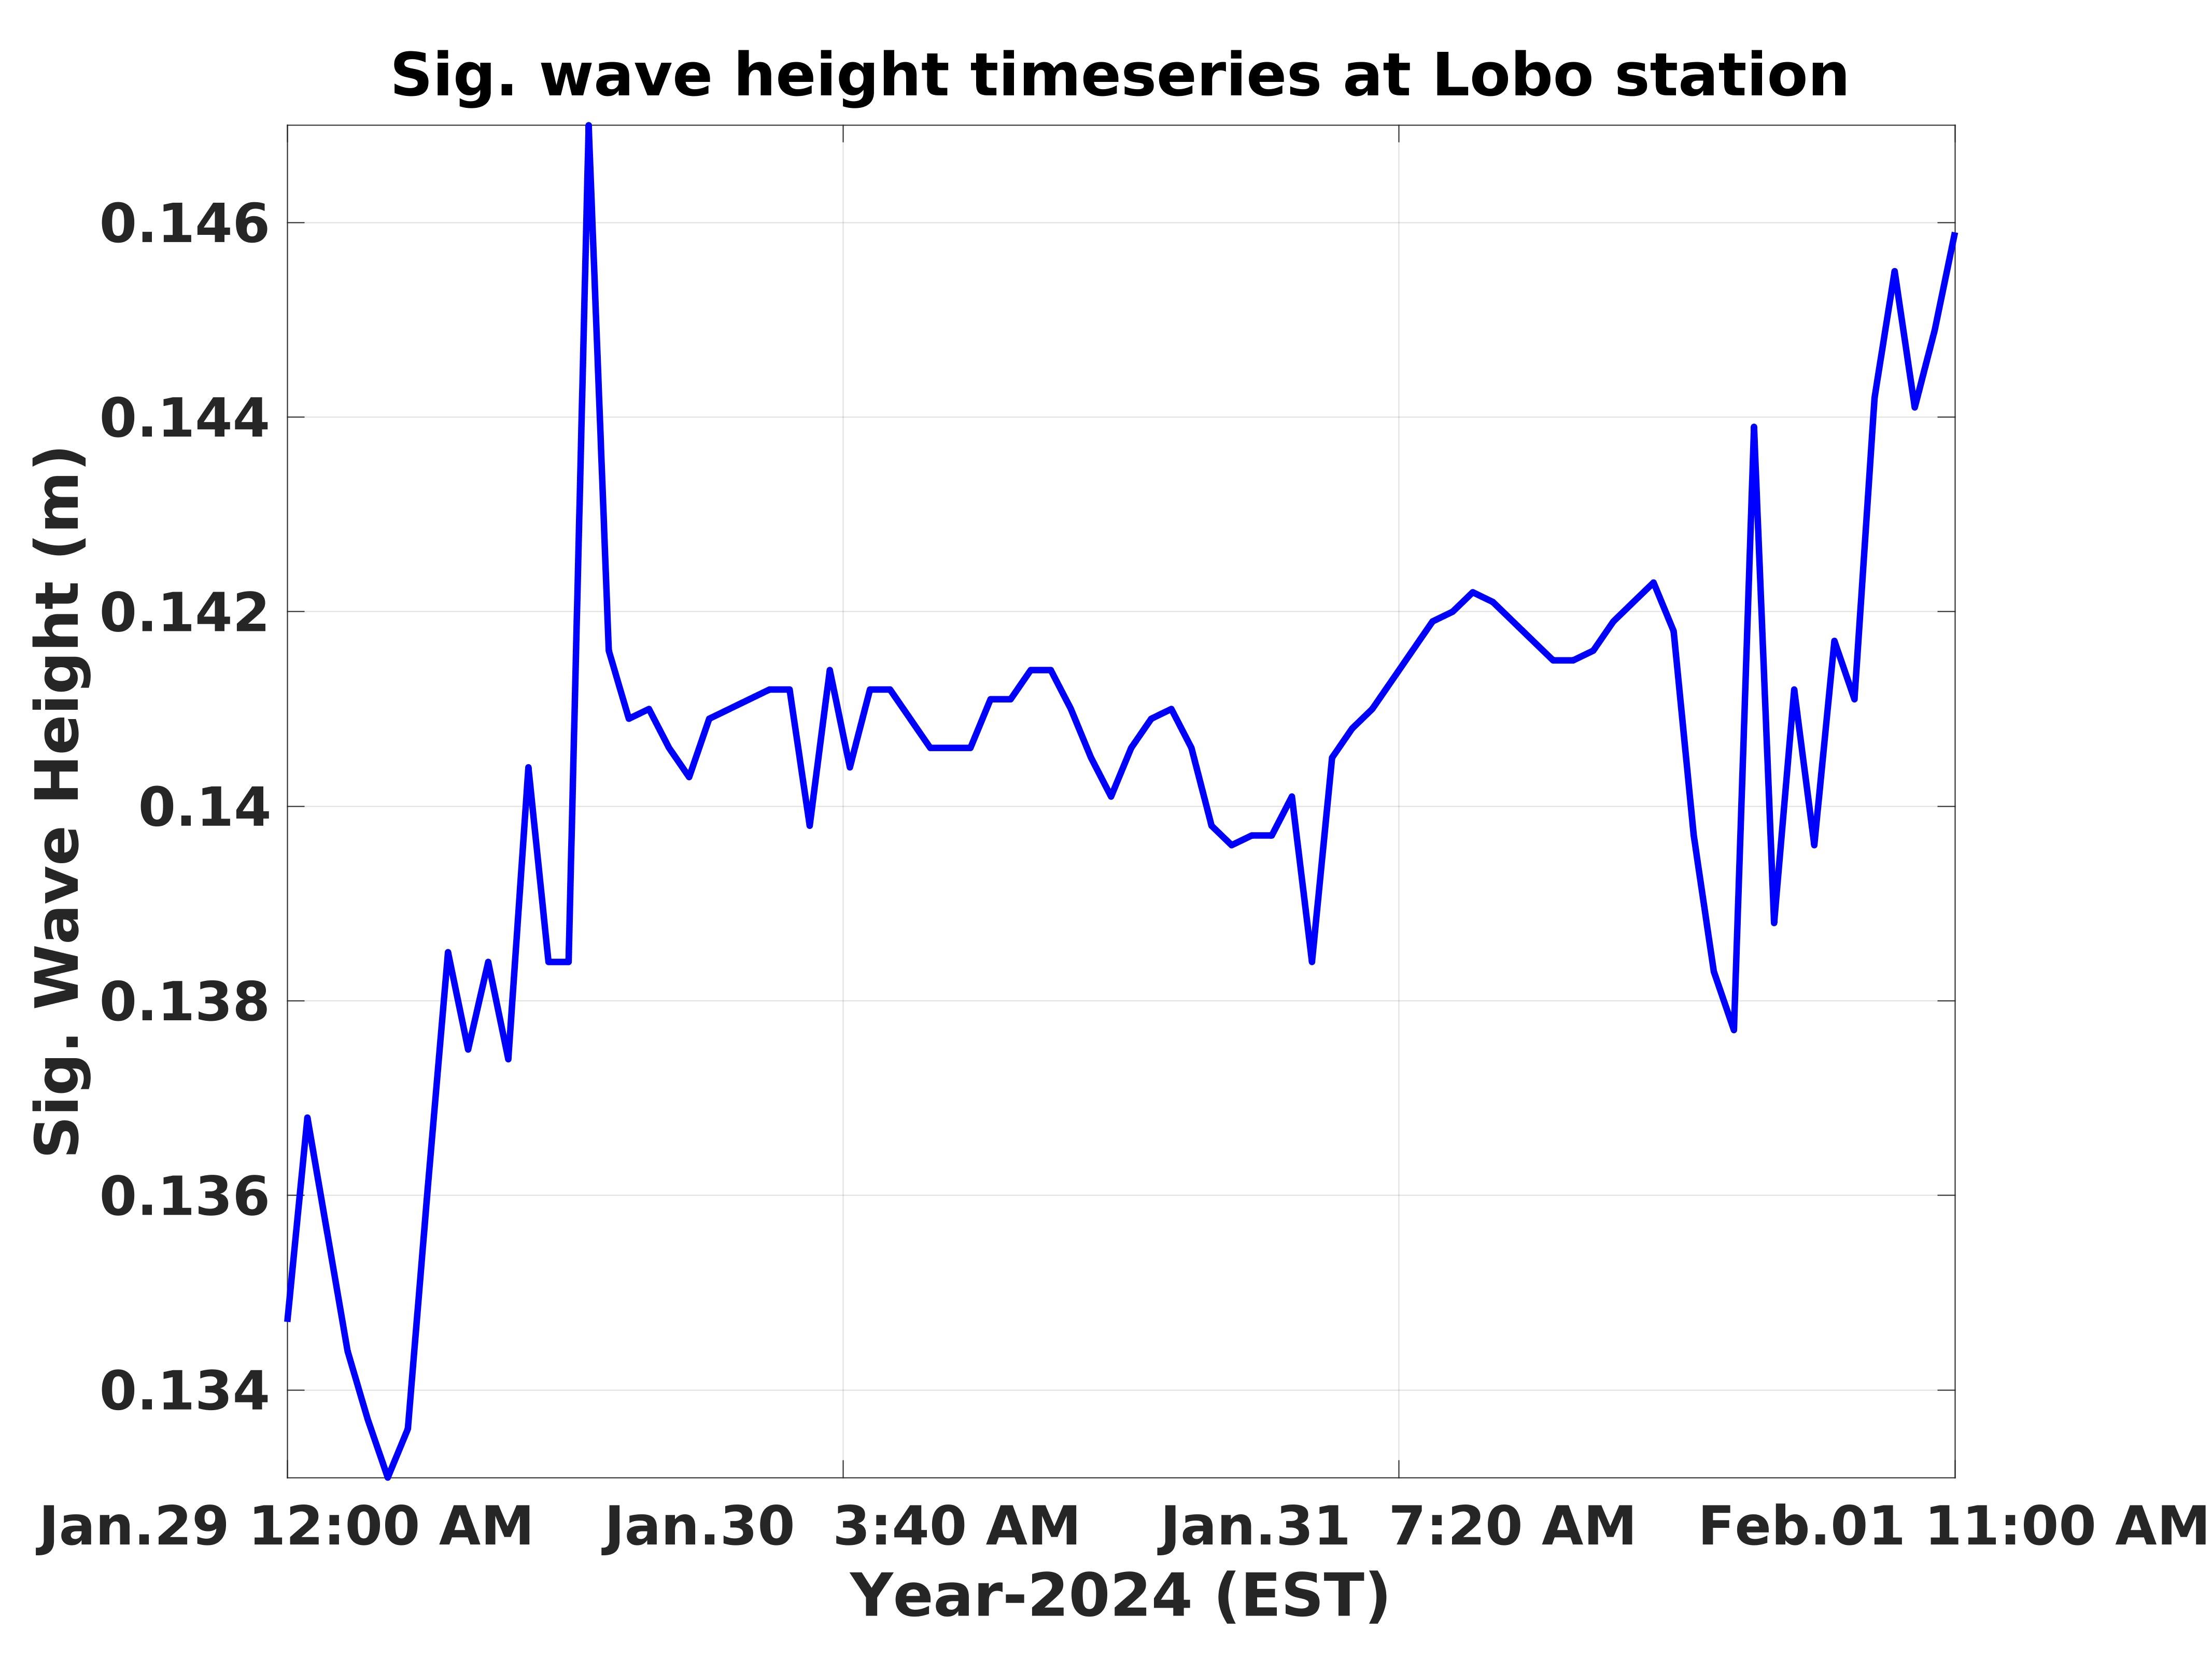 Sig. wave height timeseries at Lobo station
Sig. Wave Height (m)
0.146
0.144
0.142
0.14
0.138
0.136
0.134
Jan.29 12:00 AM
Jan.30 3:40 AM
Jan.31 7:20 AM
Feb.01 11:00 AM
Year-2024 (EST)